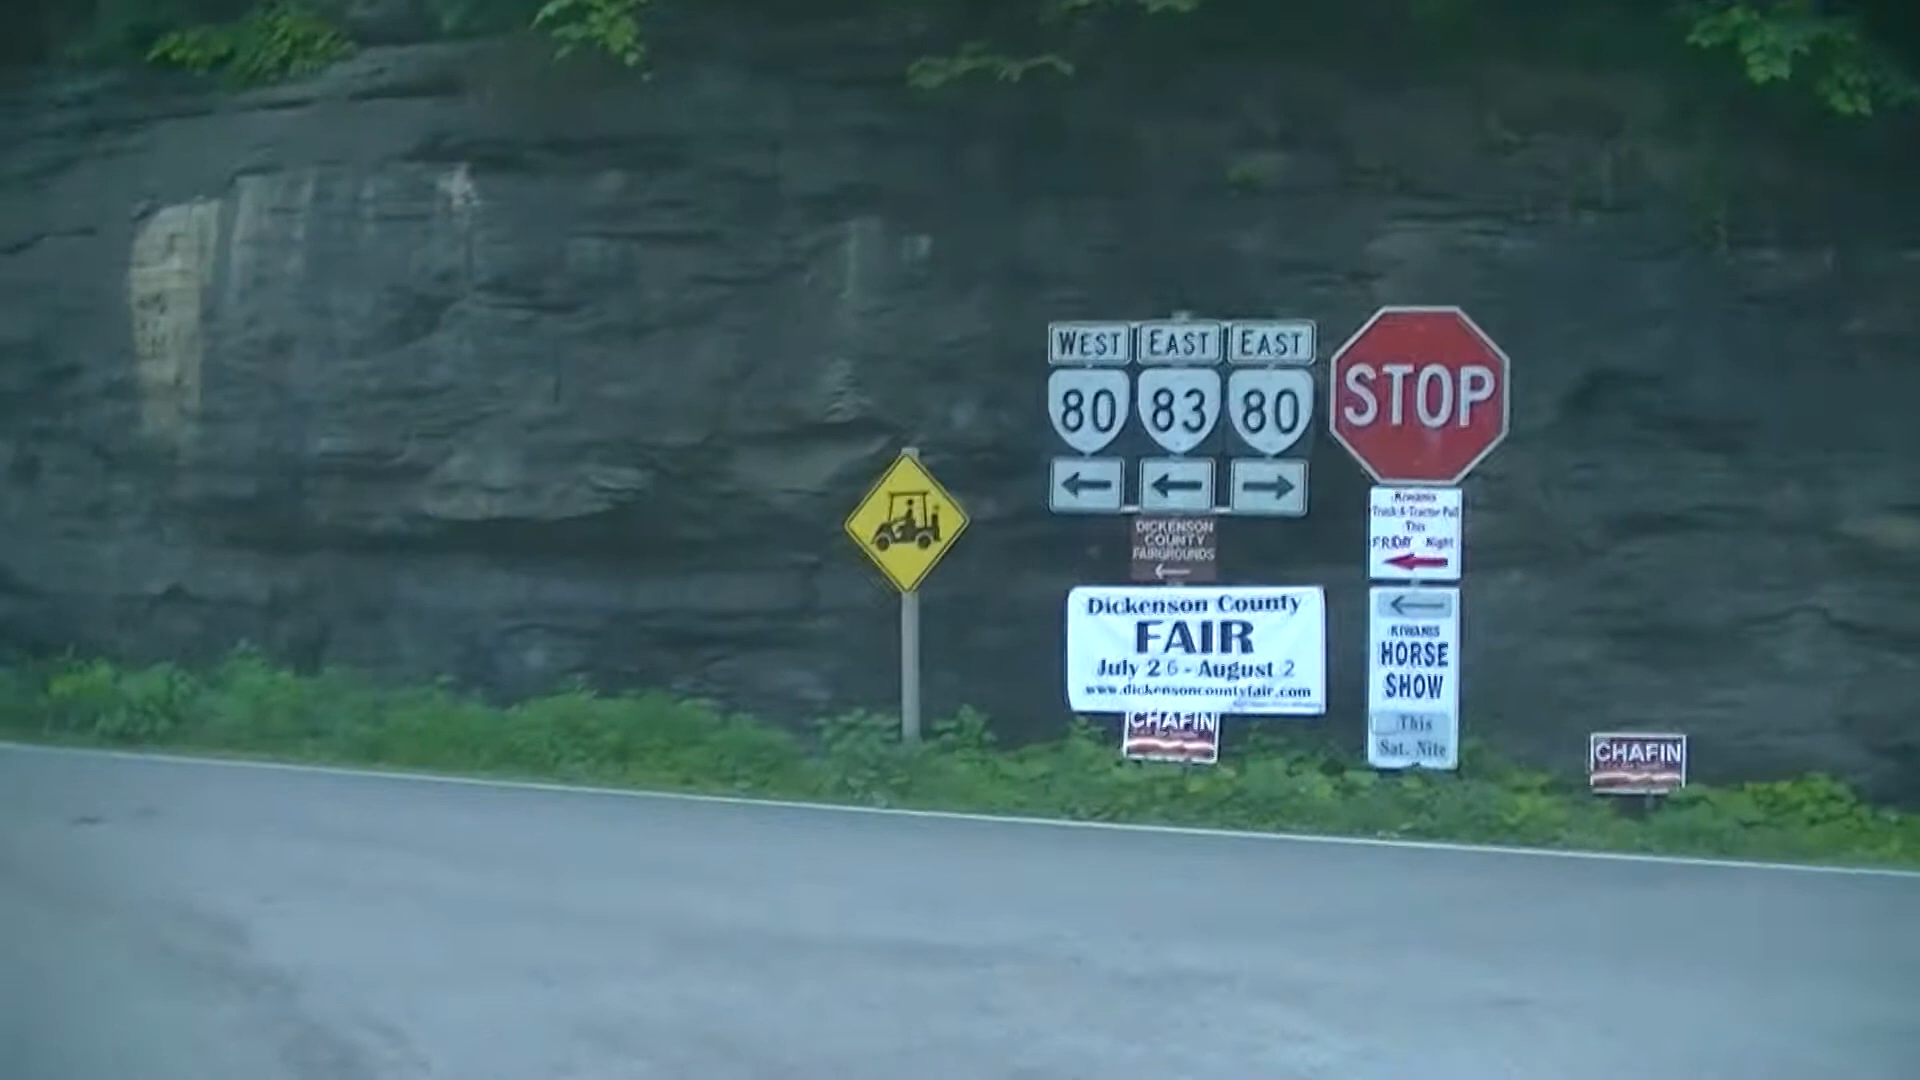 WEST EAST EAST
80 83 80
STOP
DICKENSON
COUNTY
FAIRGROUNDS
Dickenson County
FAIR
July 26 - August 2
www.dickensoncountyfair.com
CHAFIN
Kiwanis
Truck & Tractor Pull
This
FRIDAY Night
KIWANIS
HORSE
SHOW
This
Sat. Nite
CHAFIN